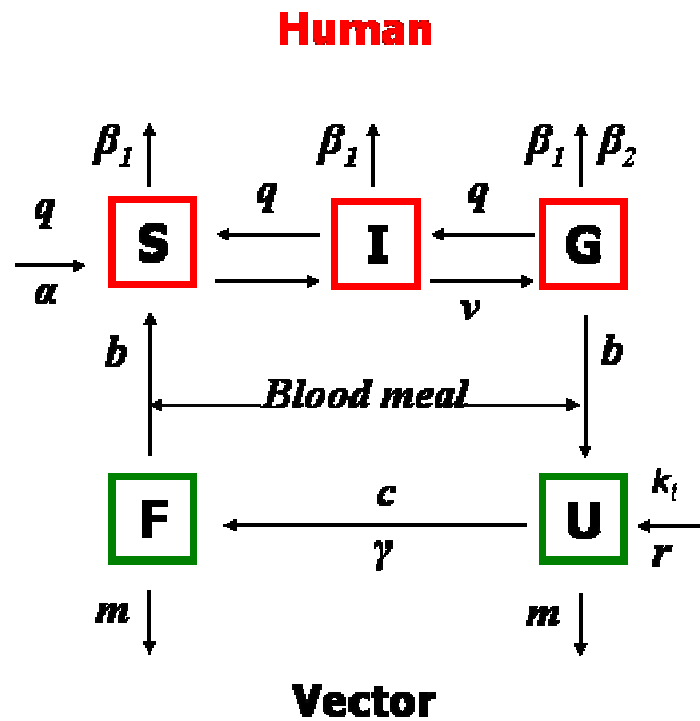 Human
β1 β1 β1 β2
q q q
S I G
α ν
b b
Blood meal
F c U kt
γ r
m m
Vector